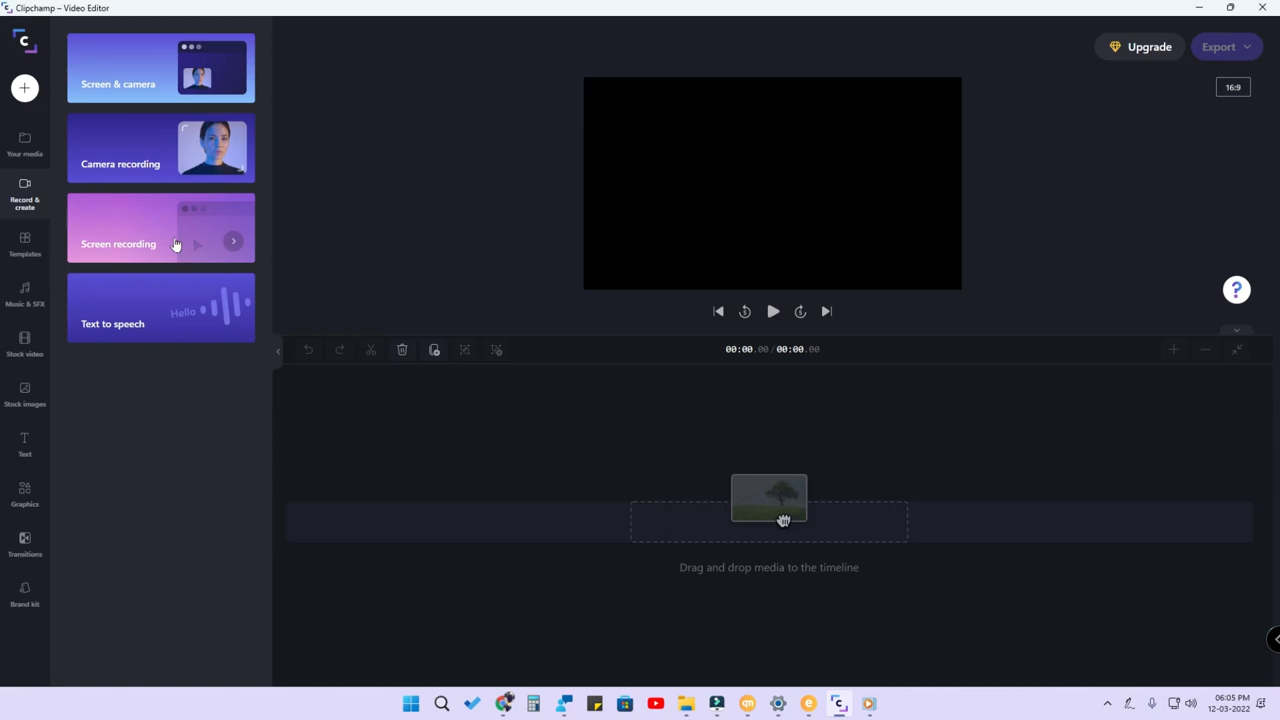 Clipchamp – Video Editor
Your media
Record &
create
Templates
Music & SFX
Stock video
Stock images
Text
Graphics
Transitions
Brand kit
Screen & camera
Camera recording
Screen recording
Hello
Text to speech
Upgrade
Export
16:9
?
00:00.00 / 00:00.00
Drag and drop media to the timeline
06:05 PM
12-03-2022